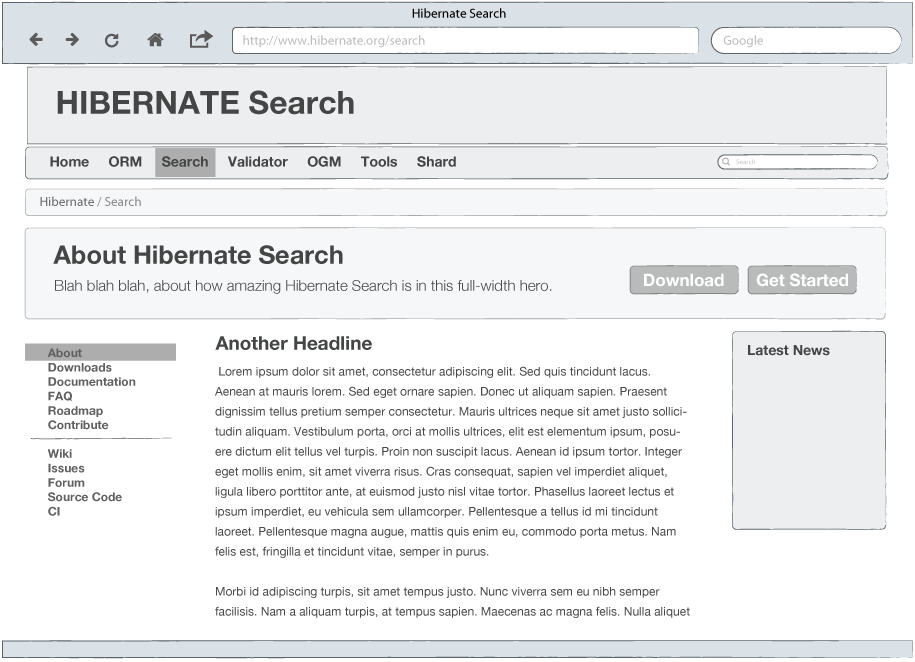 Hibernate Search
http://www.hibernate.org/search
Google
HIBERNATE Search
Home ORM Search Validator OGM Tools Shard
Search
Hibernate / Search
About Hibernate Search
Blah blah blah, about how amazing Hibernate Search is in this full-width hero.
Download
Get Started
About
Downloads
Documentation
FAQ
Roadmap
Contribute
Wiki
Issues
Forum
Source Code
CI
Another Headline
Lorem ipsum dolor sit amet, consectetur adipiscing elit. Sed quis tincidunt lacus.
Aenean at mauris lorem. Sed eget ornare sapien. Donec ut aliquam sapien. Praesent
dignissim tellus pretium semper consectetur. Mauris ultrices neque sit amet justo sollici-
tudin aliquam. Vestibulum porta, orci at mollis ultrices, elit est elementum ipsum, posu-
ere dictum elit tellus vel turpis. Proin non suscipit lacus. Aenean id ipsum tortor. Integer
eget mollis enim, sit amet viverra risus. Cras consequat, sapien vel imperdiet aliquet,
ligula libero porttitor ante, at euismod justo nisl vitae tortor. Phasellus laoreet lectus et
ipsum imperdiet, eu vehicula sem ullamcorper. Pellentesque a tellus id mi tincidunt
laoreet. Pellentesque magna augue, mattis quis enim eu, commodo porta metus. Nam
felis est, fringilla et tincidunt vitae, semper in purus.
Morbi id adipiscing turpis, sit amet tempus justo. Nunc viverra sem eu nibh semper
facilisis. Nam a aliquam turpis, at tempus sapien. Maecenas ac magna felis. Nulla aliquet
Latest News